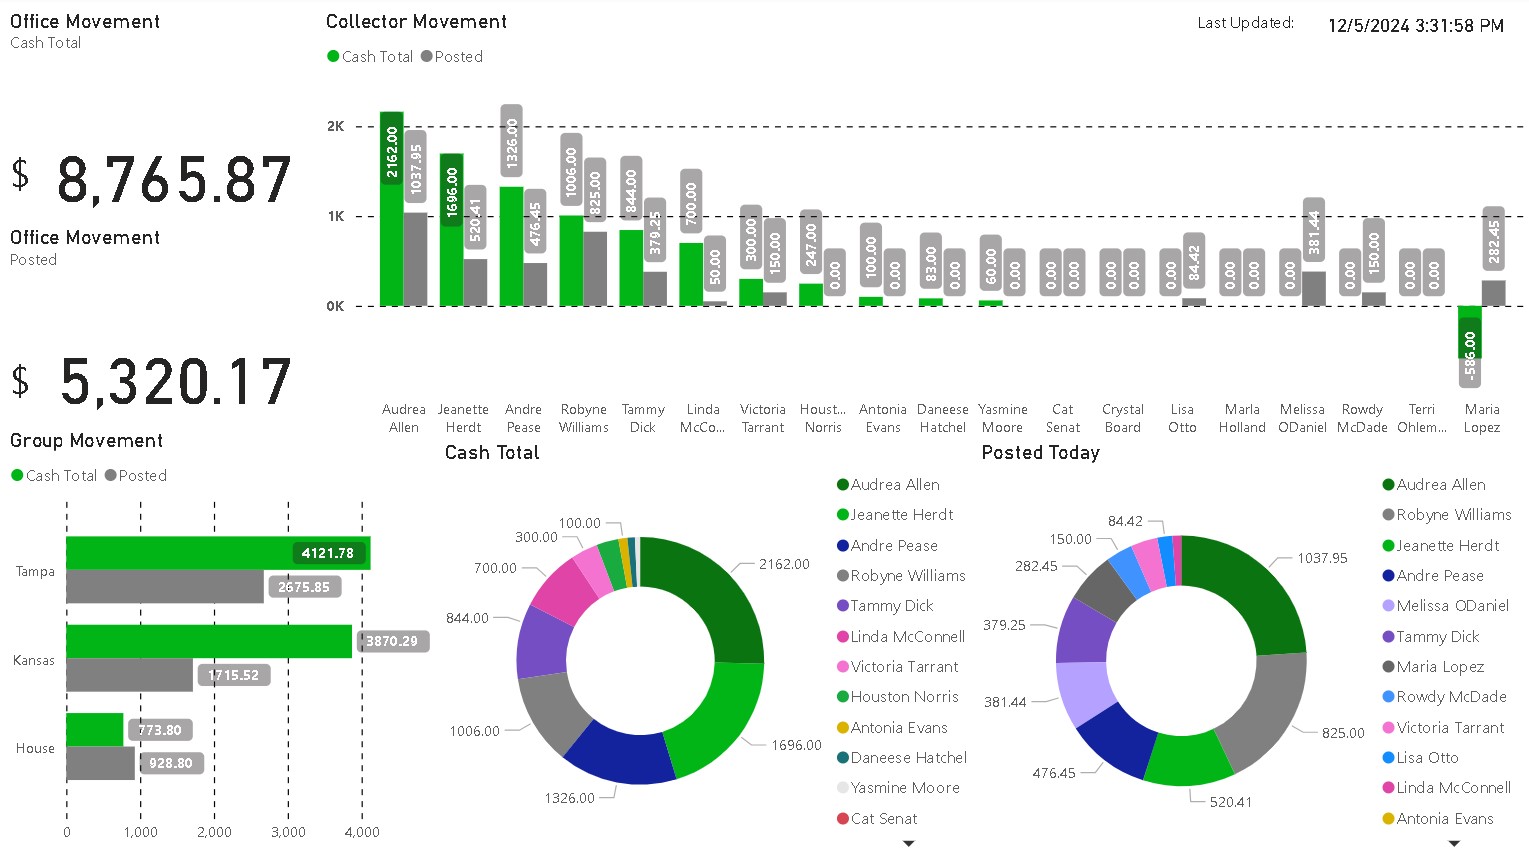 Office Movement
Cash Total
$ 8,765.87
Office Movement
Posted
$ 5,320.17
Collector Movement
Cash Total Posted
Last Updated: 12/5/2024 3:31:58 PM
2K
1K
0K
2162.00 1037.95
1696.00 520.41
1326.00 476.45
1006.00 825.00
844.00 379.25
700.00 50.00
300.00 150.00
247.00 0.00
100.00 0.00
83.00 0.00
60.00 0.00
0.00 0.00
0.00 0.00
0.00 84.42
0.00 0.00
0.00 381.44
0.00 150.00
0.00 0.00
-586.00 282.45
Audrea Allen
Jeanette Herdt
Andre Pease
Robyne Williams
Tammy Dick
Linda McCo...
Victoria Tarrant
Houst... Norris
Antonia Evans
Daneese Hatchel
Yasmine Moore
Cat Senat
Crystal Board
Lisa Otto
Marla Holland
Melissa ODaniel
Rowdy McDade
Terri Ohlem...
Maria Lopez
Group Movement
Cash Total Posted
Tampa
4121.78
2675.85
Kansas
3870.29
1715.52
House
773.80
928.80
0 1,000 2,000 3,000 4,000
Cash Total
100.00
300.00
700.00
844.00
1006.00
1326.00
1696.00
2162.00
Audrea Allen
Jeanette Herdt
Andre Pease
Robyne Williams
Tammy Dick
Linda McConnell
Victoria Tarrant
Houston Norris
Antonia Evans
Daneese Hatchel
Yasmine Moore
Cat Senat
Posted Today
84.42
150.00
282.45
379.25
381.44
476.45
520.41
825.00
1037.95
Audrea Allen
Robyne Williams
Jeanette Herdt
Andre Pease
Melissa ODaniel
Tammy Dick
Maria Lopez
Rowdy McDade
Victoria Tarrant
Lisa Otto
Linda McConnell
Antonia Evans